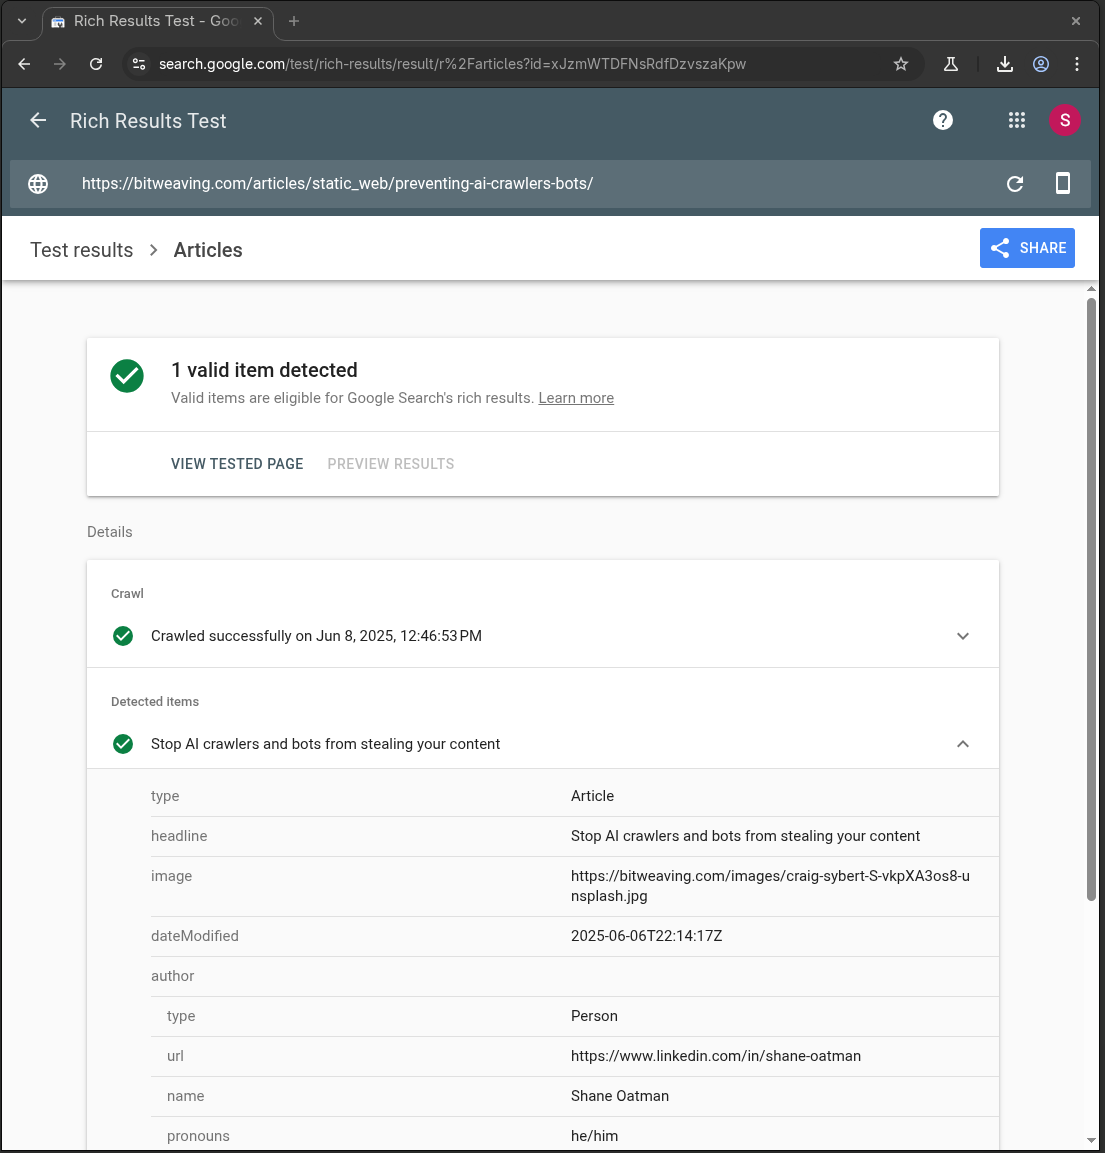 Rich Results Test - Goo
search.google.com/test/rich-results/result/r%2Farticles?id=xJzmWTDFNsRdfDzvszaKpw
Rich Results Test
S
https://bitweaving.com/articles/static_web/preventing-ai-crawlers-bots/
Test results > Articles
SHARE
1 valid item detected
Valid items are eligible for Google Search's rich results. Learn more
VIEW TESTED PAGE PREVIEW RESULTS
Details
Crawl
Crawled successfully on Jun 8, 2025, 12:46:53 PM
Detected items
Stop AI crawlers and bots from stealing your content
type Article
headline Stop AI crawlers and bots from stealing your content
image https://bitweaving.com/images/craig-sybert-S-vkpXA3os8-u
nsplash.jpg
dateModified 2025-06-06T22:14:17Z
author
type Person
url https://www.linkedin.com/in/shane-oatman
name Shane Oatman
pronouns he/him